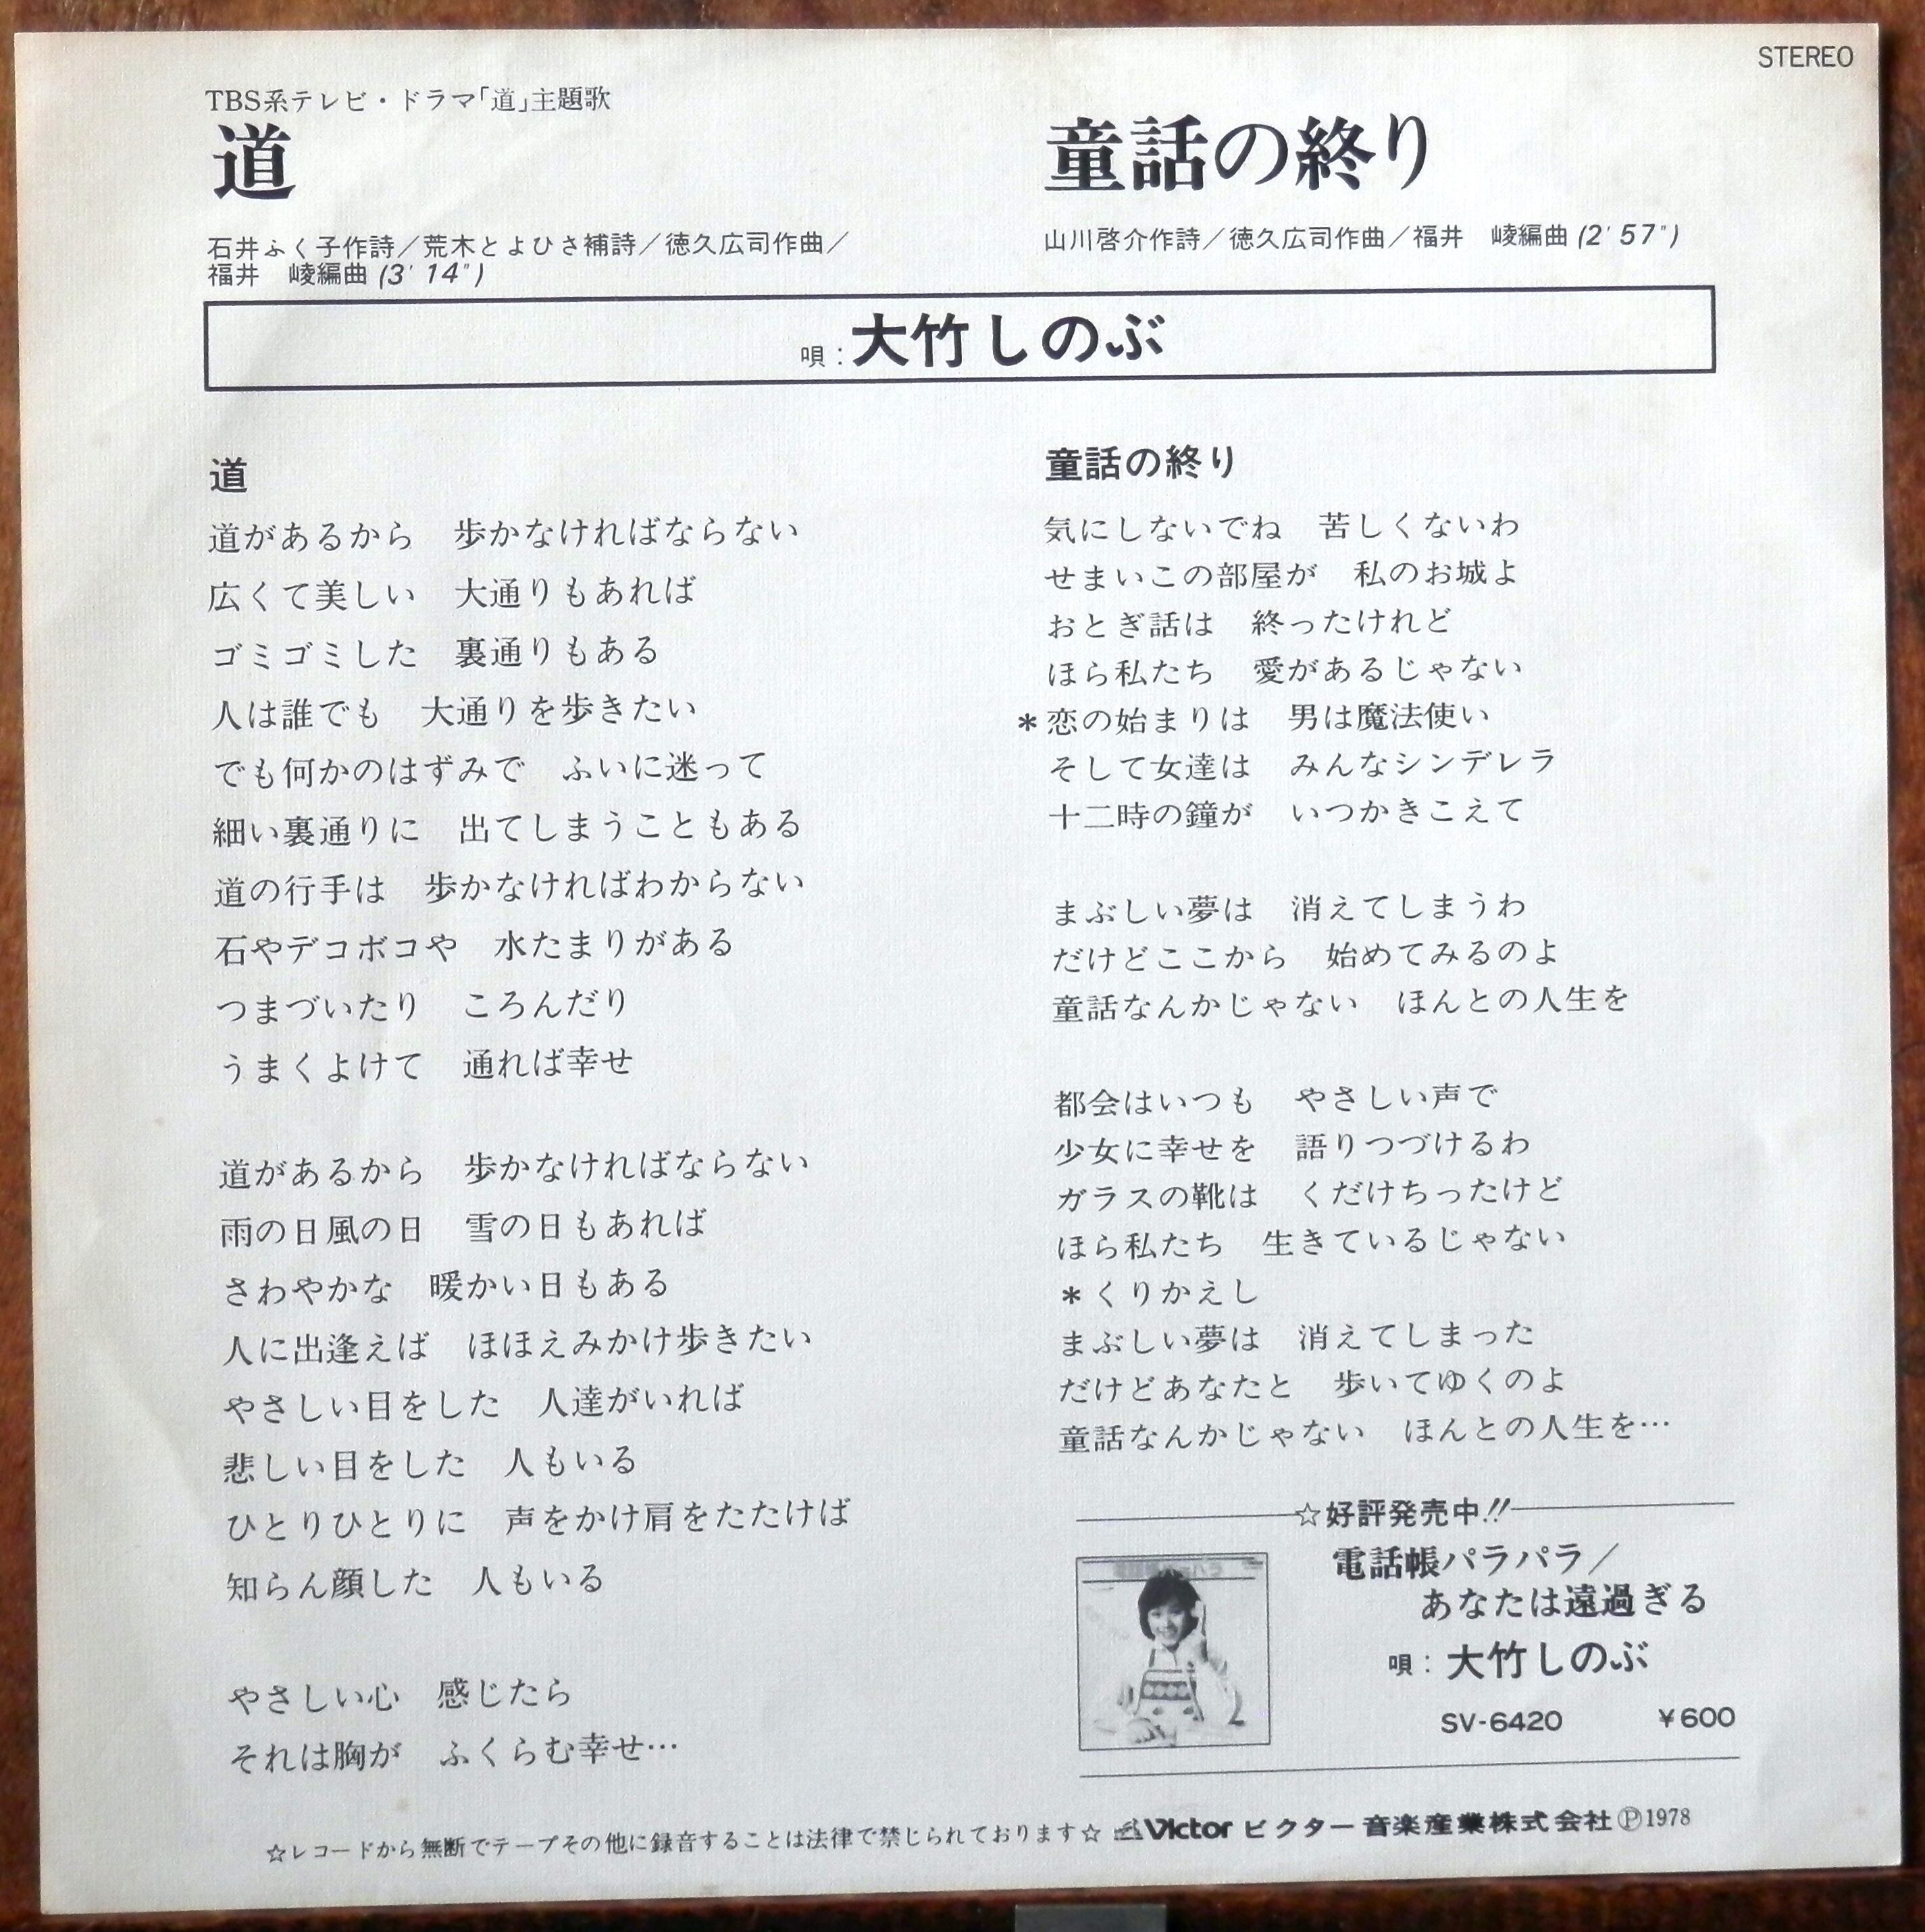 STEREO
TBS系テレビ・ドラマ「道」主題歌
道
石井ふく子作詩／荒木とよひさ補詩／徳久広司作曲／
福井　崚編曲 (3′14″)
童話の終り
山川啓介作詩／徳久広司作曲／福井　崚編曲 (2′57″)
唄：大竹しのぶ
道
道があるから　歩かなければならない
広くて美しい　大通りもあれば
ゴミゴミした　裏通りもある
人は誰でも　大通りを歩きたい
でも何かのはずみで　ふいに迷って
細い裏通りに　出てしまうこともある
道の行手は　歩かなければわからない
石やデコボコや　水たまりがある
つまづいたり　ころんだり
うまくよけて　通れば幸せ
道があるから　歩かなければならない
雨の日風の日　雪の日もあれば
さわやかな　暖かい日もある
人に出逢えば　ほほえみかけ歩きたい
やさしい目をした　人達がいれば
悲しい目をした　人もいる
ひとりひとりに　声をかけ肩をたたけば
知らん顔した　人もいる
やさしい心　感じたら
それは胸が　ふくらむ幸せ…
童話の終り
気にしないでね　苦しくないわ
せまいこの部屋が　私のお城よ
おとぎ話は　終ったけれど
ほら私たち　愛があるじゃない
＊恋の始まりは　男は魔法使い
そして女達は　みんなシンデレラ
十二時の鐘が　いつかきこえて
まぶしい夢は　消えてしまうわ
だけどここから　始めてみるのよ
童話なんかじゃない　ほんとの人生を
都会はいつも　やさしい声で
少女に幸せを　語りつづけるわ
ガラスの靴は　くだけちったけど
ほら私たち　生きているじゃない
＊くりかえし
まぶしい夢は　消えてしまった
だけどあなたと　歩いてゆくのよ
童話なんかじゃない　ほんとの人生を…
☆好評発売中!!
電話帳パラパラ／
あなたは遠過ぎる
唄：大竹しのぶ
SV-6420　￥600
☆レコードから無断でテープその他に録音することは法律で禁じられております☆ Victor ビクター音楽産業株式会社 Ⓟ1978